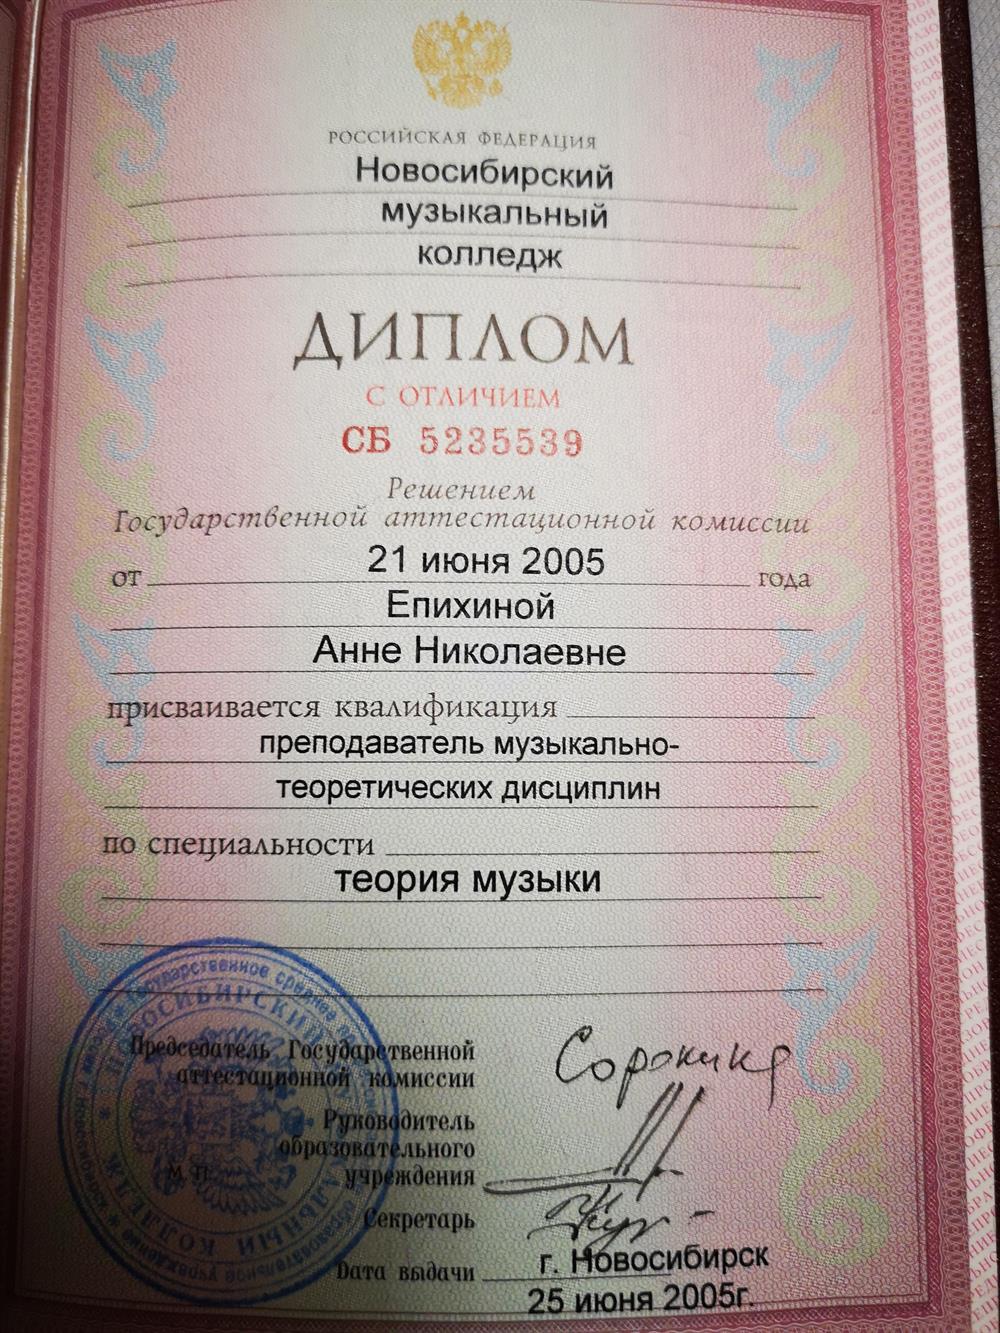 РОССИЙСКАЯ ФЕДЕРАЦИЯ
Новосибирский
музыкальный
колледж
ДИПЛОМ
С ОТЛИЧИЕМ
СБ 5235539
Решением
Государственной аттестационной комиссии
от 21 июня 2005 года
Епихиной
Анне Николаевне
присваивается квалификация
преподаватель музыкально-
теоретических дисциплин
по специальности
теория музыки
Председатель Государственной
аттестационной комиссии
Сорокина
Руководитель
образовательного
учреждения
М.П.
Секретарь
г. Новосибирск
Дата выдачи
25 июня 2005г.